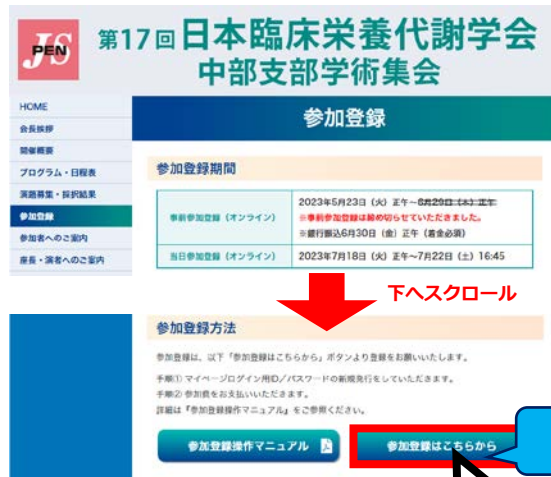 JS
PEN
第17回日本臨床栄養代謝学会
中部支部学術集会
HOME
会長挨拶
開催概要
プログラム・日程表
演題募集・採択結果
参加登録
参加者へのご案内
座長・演者へのご案内
参加登録
参加登録期間
事前参加登録（オンライン）
2023年5月23日（火）正午～6月29日（木）正午
※事前参加登録は締め切らせていただきました。
※銀行振込6月30日（金）正午（着金必須）
当日参加登録（オンライン）
2023年7月18日（火）正午～7月22日（土）16:45
下へスクロール
参加登録方法
参加登録は、以下「参加登録はこちらから」ボタンより登録をお願いいたします。
手順① マイページログイン用ID／パスワードの新規発行をしていただきます。
手順② 参加費をお支払いいただきます。
詳細は『参加登録操作マニュアル』をご参照ください。
参加登録操作マニュアル
参加登録はこちらから